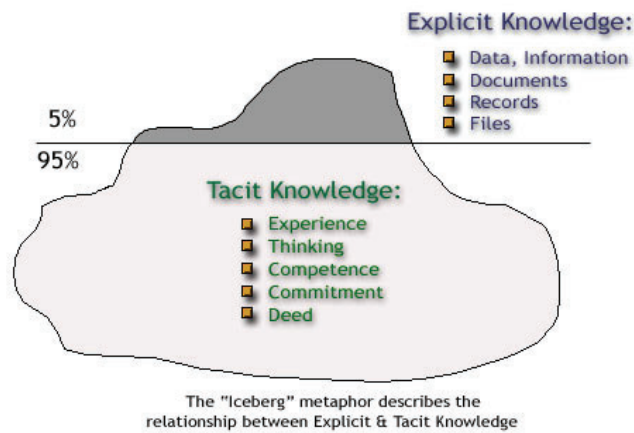 Explicit Knowledge:
Data, Information
Documents
Records
Files
5%
95%
Tacit Knowledge:
Experience
Thinking
Competence
Commitment
Deed
The "Iceberg" metaphor describes the
relationship between Explicit & Tacit Knowledge